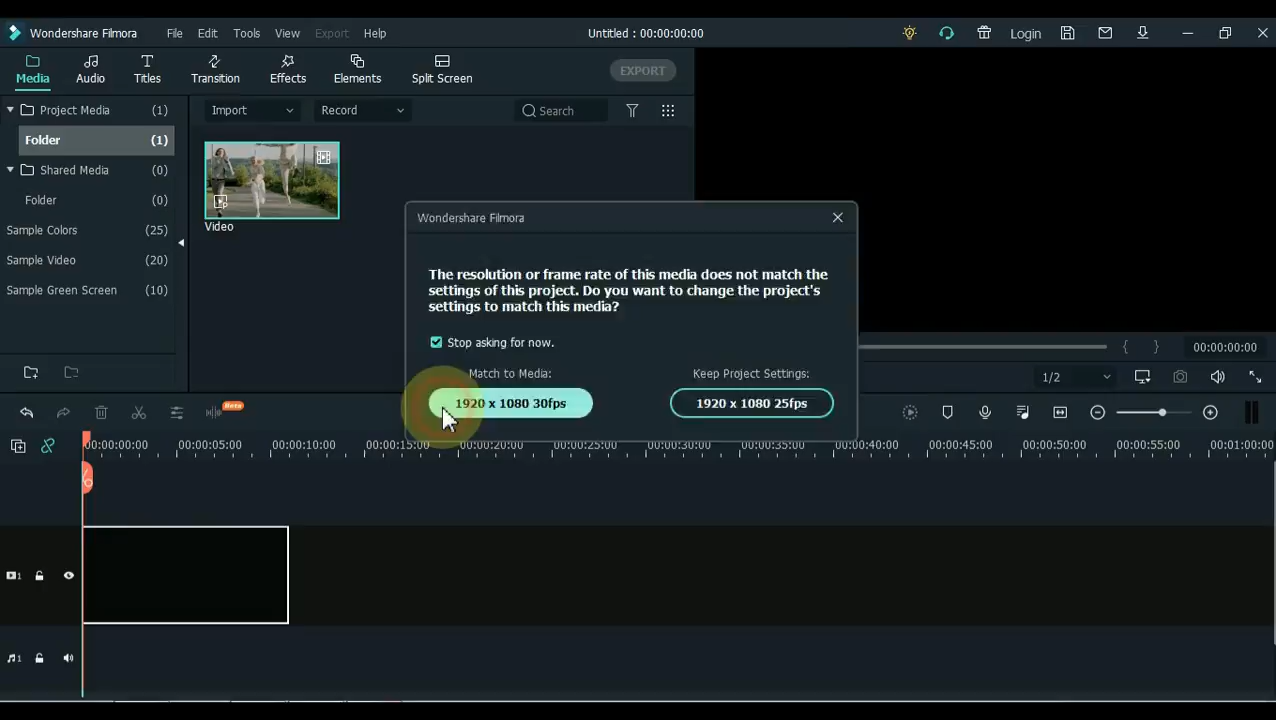 Wondershare Filmora File Edit Tools View Export Help Untitled : 00:00:00:00 Login
Media Audio Titles Transition Effects Elements Split Screen EXPORT
Project Media (1)
Folder (1)
Shared Media (0)
Folder (0)
Sample Colors (25)
Sample Video (20)
Sample Green Screen (10)
Import Record Search
Video
Wondershare Filmora
The resolution or frame rate of this media does not match the
settings of this project. Do you want to change the project's
settings to match this media?
Stop asking for now.
Match to Media: Keep Project Settings:
1920 x 1080 30fps 1920 x 1080 25fps
{ } 00:00:00:00
1/2
Beta
00:00:00:00 00:00:05:00 00:00:10:00 00:00:15:00 00:00:20:00 00:00:25:00 00:00:30:00 00:00:35:00 00:00:40:00 00:00:45:00 00:00:50:00 00:00:55:00 00:01:00:00
1
1